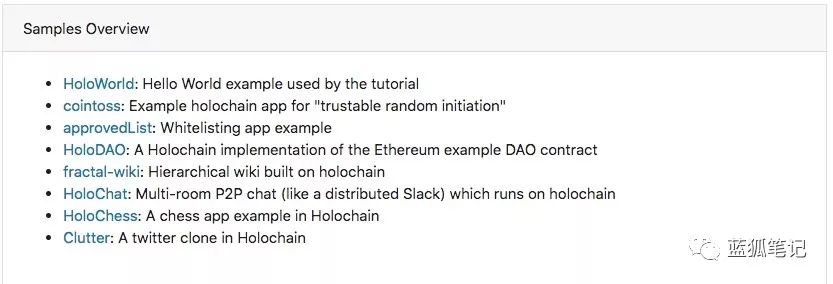 Samples Overview
• HoloWorld: Hello World example used by the tutorial
• cointoss: Example holochain app for "trustable random initiation"
• approvedList: Whitelisting app example
• HoloDAO: A Holochain implementation of the Ethereum example DAO contract
• fractal-wiki: Hierarchical wiki built on holochain
• HoloChat: Multi-room P2P chat (like a distributed Slack) which runs on holochain
• HoloChess: A chess app example in Holochain
• Clutter: A twitter clone in Holochain
蓝狐笔记